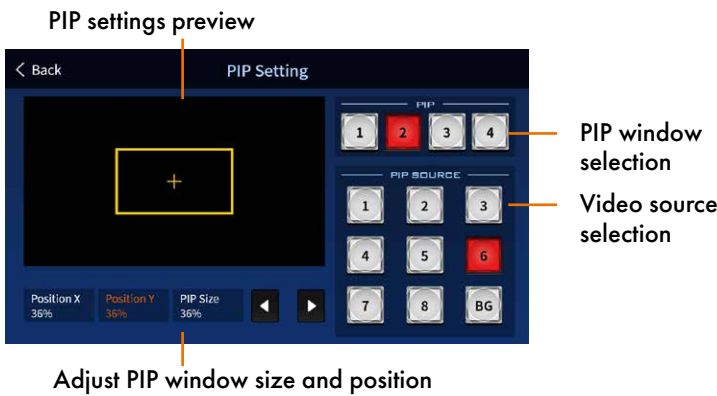 PIP settings preview
Back
PIP Setting
PIP
1 2 3 4
PIP window
selection
PIP SOURCE
Video source
selection
1 2 3
4 5 6
7 8 BG
Position X Position Y PIP Size
36% 36% 36%
Adjust PIP window size and position